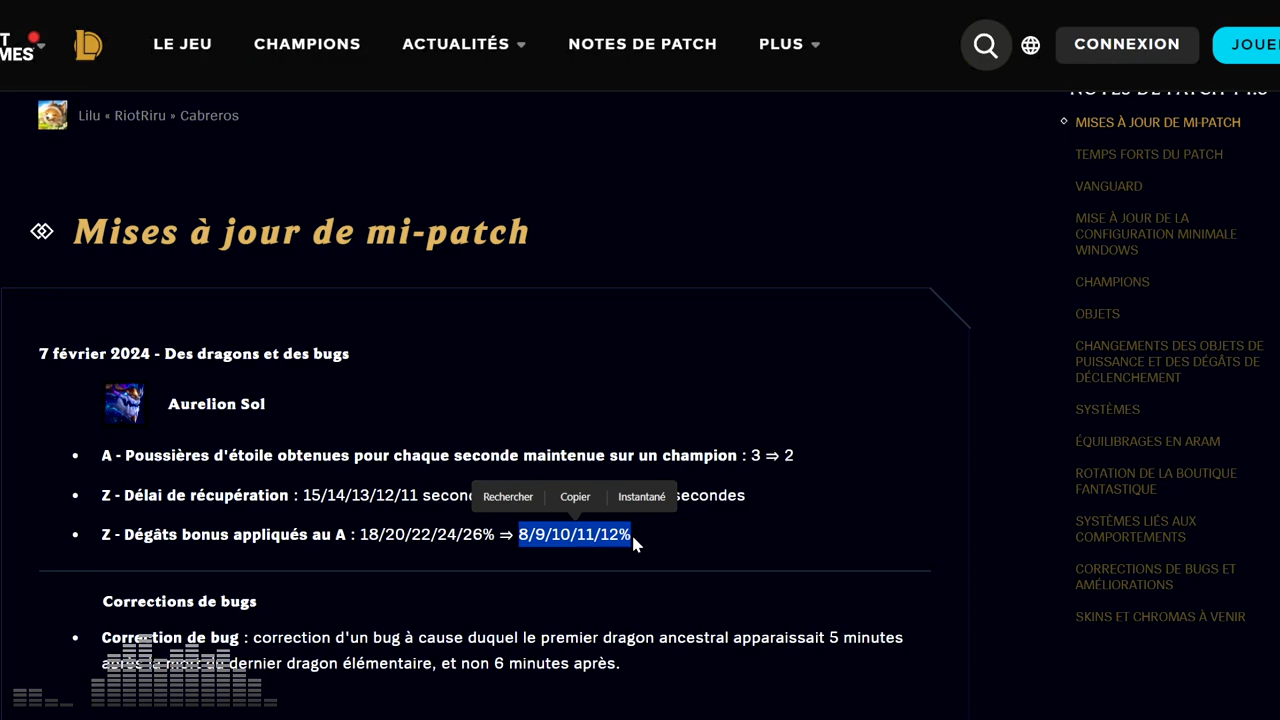 T
MES
LE JEU
CHAMPIONS
ACTUALITÉS
NOTES DE PATCH
PLUS
CONNEXION
JOUE
Lilu « RiotRiru » Cabreros
Mises à jour de mi-patch
7 février 2024 - Des dragons et des bugs
Aurelion Sol
A - Poussières d'étoile obtenues pour chaque seconde maintenue sur un champion : 3 ⇒ 2
Z - Délai de récupération : 15/14/13/12/11 second secondes
Rechercher
Copier
Instantané
Z - Dégâts bonus appliqués au A : 18/20/22/24/26% ⇒ 8/9/10/11/12%
Corrections de bugs
Correction de bug : correction d'un bug à cause duquel le premier dragon ancestral apparaissait 5 minutes
après la mort du dernier dragon élémentaire, et non 6 minutes après.
MISES À JOUR DE MI-PATCH
TEMPS FORTS DU PATCH
VANGUARD
MISE À JOUR DE LA
CONFIGURATION MINIMALE
WINDOWS
CHAMPIONS
OBJETS
CHANGEMENTS DES OBJETS DE
PUISSANCE ET DES DÉGÂTS DE
DÉCLENCHEMENT
SYSTÈMES
ÉQUILIBRAGES EN ARAM
ROTATION DE LA BOUTIQUE
FANTASTIQUE
SYSTÈMES LIÉS AUX
COMPORTEMENTS
CORRECTIONS DE BUGS ET
AMÉLIORATIONS
SKINS ET CHROMAS À VENIR